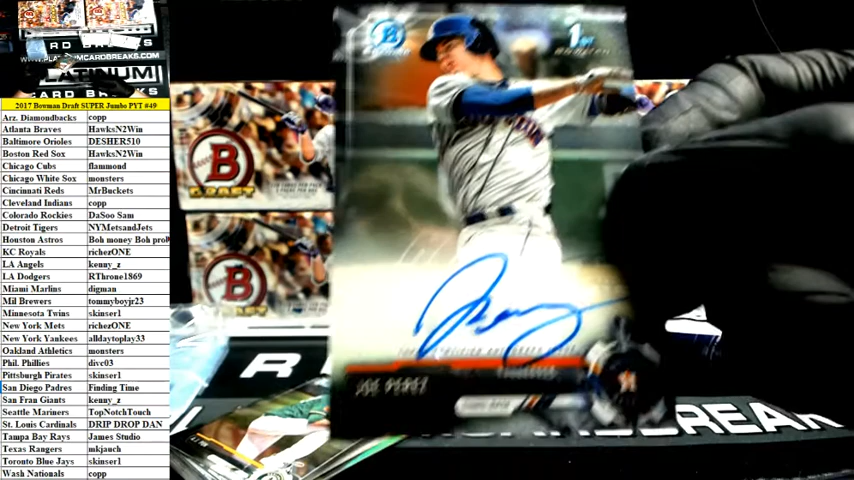 RD BREAKS
WWW.PLATINUMCARDBREAKS.COM
PLATINUM
CARD BREAKS
2017 Bowman Draft SUPER Jumbo PYT #49
Arz. Diamondbacks copp
Atlanta Braves HawksN2Win
Baltimore Orioles DESHER510
Boston Red Sox HawksN2Win
Chicago Cubs flammond
Chicago White Sox monsters
Cincinnati Reds MrBuckets
Cleveland Indians copp
Colorado Rockies DaSoo Sam
Detroit Tigers NYMetsandJets
Houston Astros Boh money Boh prol
KC Royals richezONE
LA Angels kenny_z
LA Dodgers RThrone1869
Miami Marlins digman
Mil Brewers tommyboyjr23
Minnesota Twins skinser1
New York Mets richezONE
New York Yankees alldaytoplay33
Oakland Athletics monsters
Phil. Phillies divc03
Pittsburgh Pirates skinser1
San Diego Padres Finding Time
San Fran Giants kenny_z
Seattle Mariners TopNotchTouch
St. Louis Cardinals DRIP DROP DAN
Tampa Bay Rays James Studio
Texas Rangers mkjauch
Toronto Blue Jays skinser1
Wash Nationals copp
1st
BOWMAN
B
DRAFT
B
JOE PEREZ